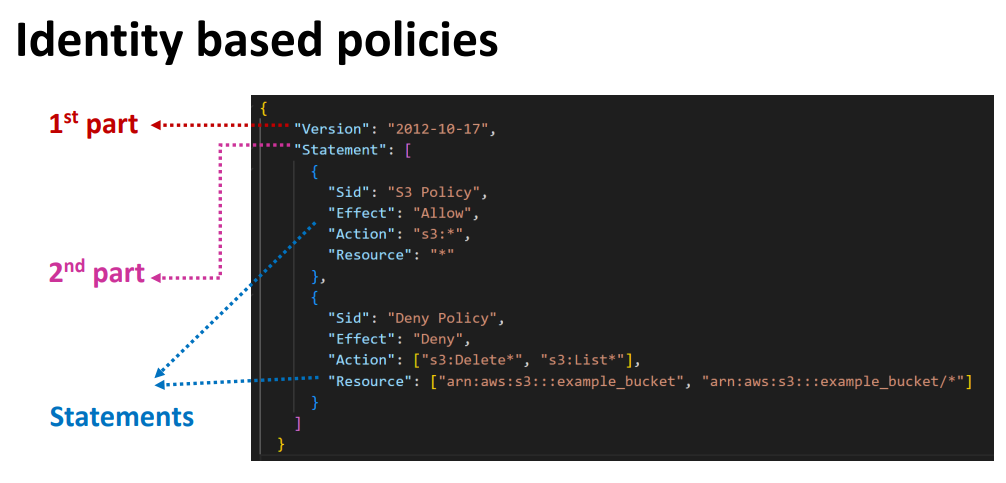 Identity based policies
1st part
{
"Version": "2012-10-17",
"Statement": [
{
"Sid": "S3 Policy",
"Effect": "Allow",
"Action": "s3:*",
"Resource": "*"
2nd part
},
{
"Sid": "Deny Policy",
"Effect": "Deny",
"Action": ["s3:Delete*", "s3:List*"],
"Resource": ["arn:aws:s3:::example_bucket", "arn:aws:s3:::example_bucket/*"]
}
Statements
]
}